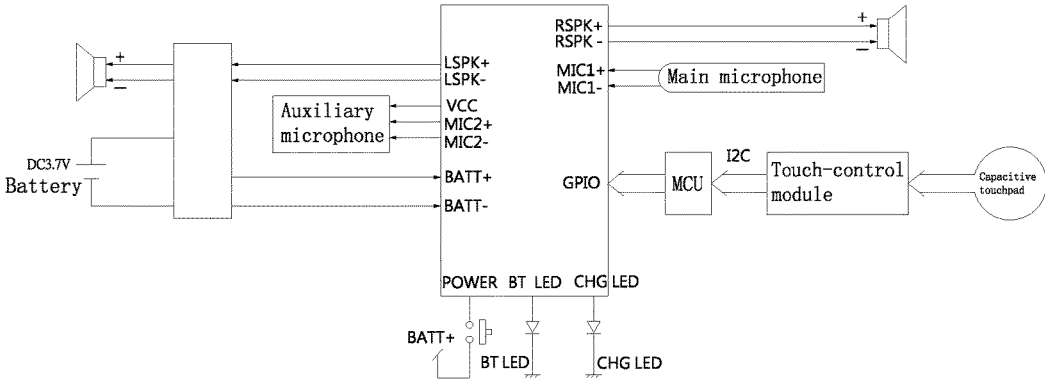 +
−
LSPK+
LSPK-
Auxiliary
microphone
VCC
MIC2+
MIC2-
DC3.7V
Battery
BATT+
BATT-
RSPK+
RSPK -
+
−
MIC1+
MIC1-
Main microphone
GPIO
MCU
I2C
Touch-control
module
Capacitive
touchpad
POWER BT LED CHG LED
BATT+
BT LED
CHG LED